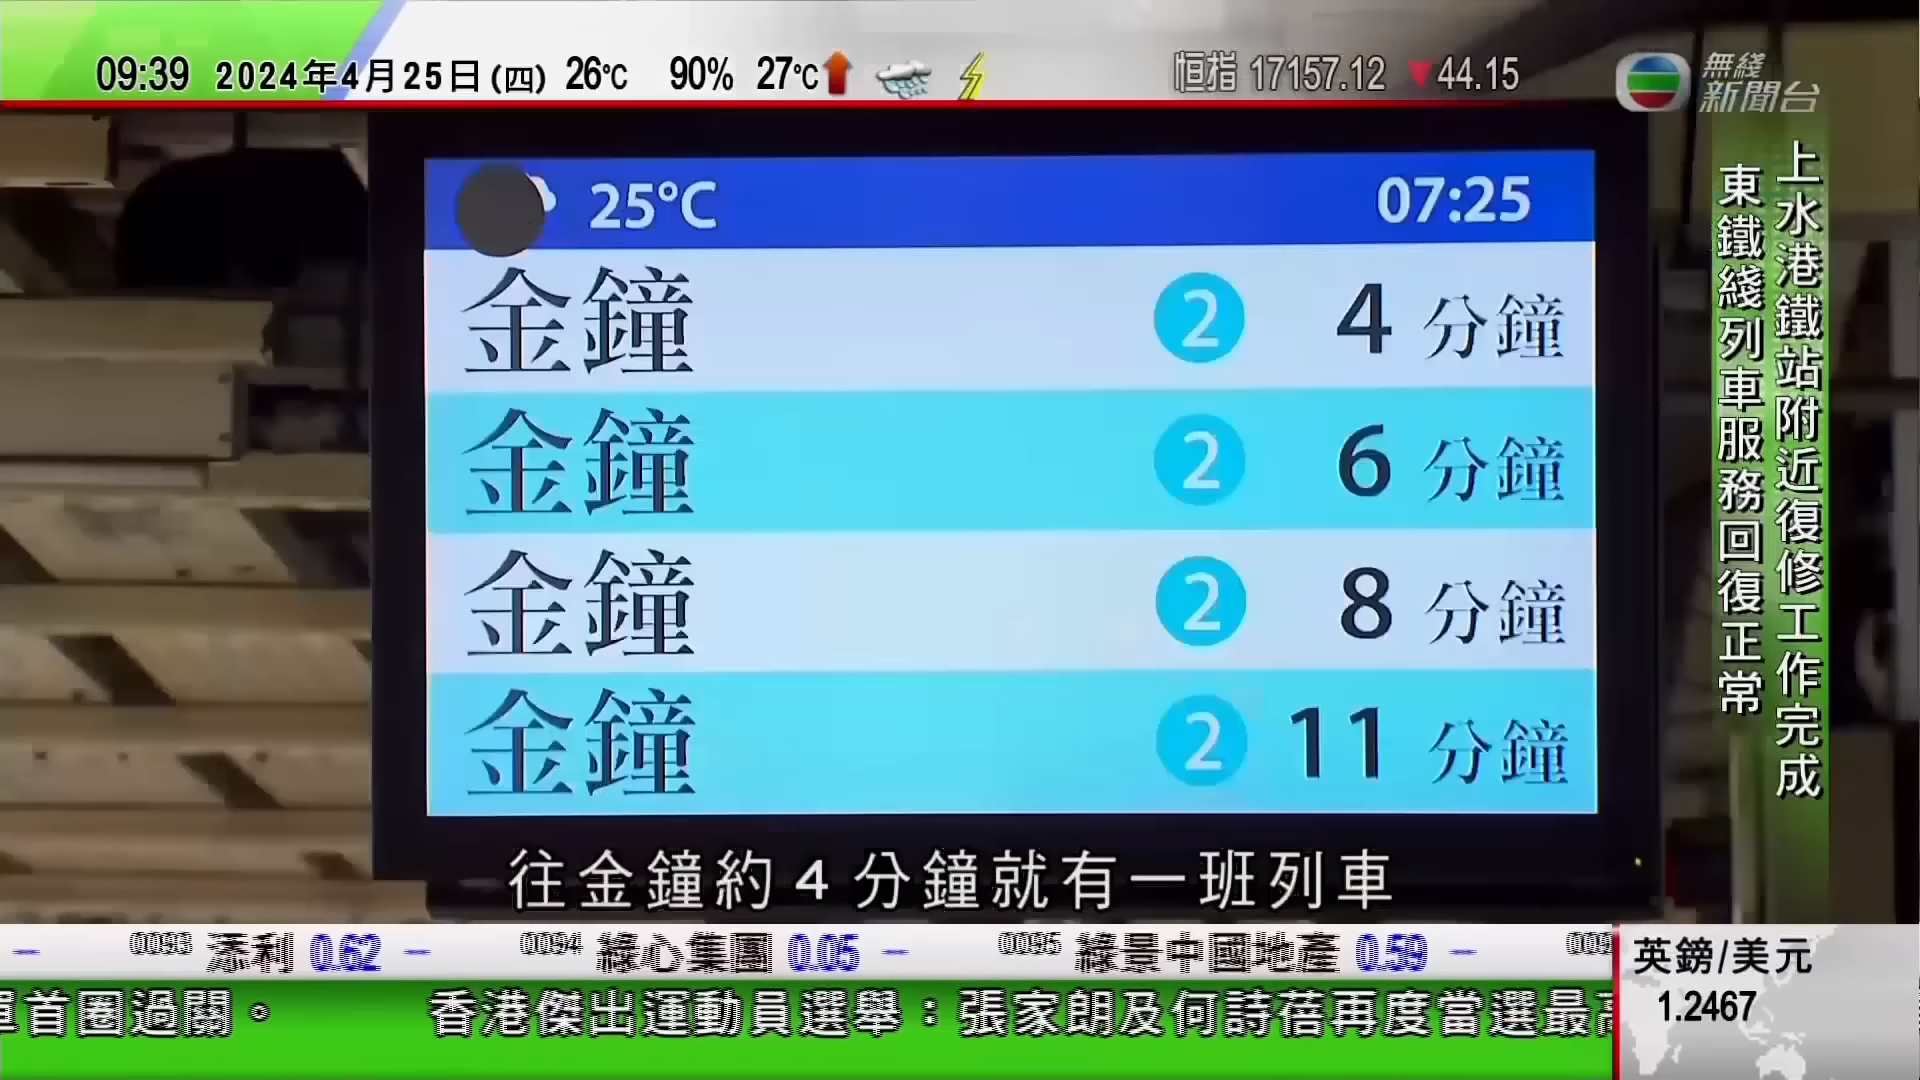 09:39 2024年4月25日(四) 26℃ 90% 27℃ 恒指 17157.12 ▼44.15
無綫
新聞台
上水港鐵站附近復修工作完成
東鐵綫列車服務回復正常
25°C 07:25
金鐘 2 4 分鐘
金鐘 2 6 分鐘
金鐘 2 8 分鐘
金鐘 2 11 分鐘
往金鐘約4分鐘就有一班列車
– 0093 添利 0.62 – 0094 綠心集團 0.05 – 0095 綠景中國地產 0.59 – 009
首圈過關。 香港傑出運動員選舉：張家朗及何詩蓓再度當選最
英鎊/美元
1.2467